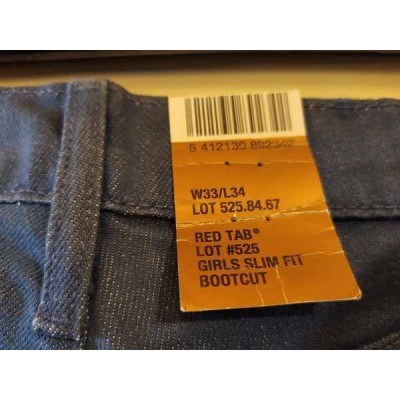 5 412130 892342
W33/L34
LOT 525.84.67
RED TAB®
LOT #525
GIRLS SLIM FIT
BOOTCUT